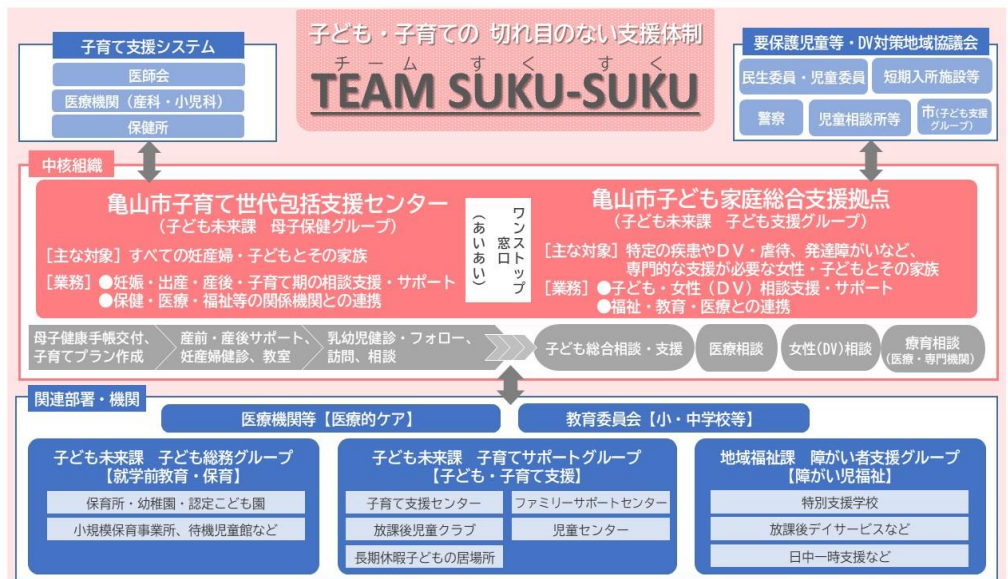 子ども・子育ての 切れ目のない支援体制
チーム すく すく
TEAM SUKU-SUKU
子育て支援システム
医師会
医療機関（産科・小児科）
保健所
要保護児童等・DV対策地域協議会
民生委員・児童委員
短期入所施設等
警察
児童相談所等
市(子ども支援
グループ)
中核組織
亀山市子育て世代包括支援センター
（子ども未来課 母子保健グループ）
［主な対象］すべての妊産婦・子どもとその家族
［業務］●妊娠・出産・産後・子育て期の相談支援・サポート
●保健・医療・福祉等の関係機関との連携
ワンストップ
窓口
（あいあい）
亀山市子ども家庭総合支援拠点
（子ども未来課 子ども支援グループ）
［主な対象］特定の疾患やＤＶ・虐待、発達障がいなど、
専門的な支援が必要な女性・子どもとその家族
［業務］●子ども・女性（ＤＶ）相談支援・サポート
●福祉・教育・医療との連携
母子健康手帳交付、
子育てプラン作成
産前・産後サポート、
妊産婦健診、教室
乳幼児健診・フォロー、
訪問、相談
子ども総合相談・支援
医療相談
女性(DV)相談
療育相談
(医療・専門機関)
関連部署・機関
医療機関等【医療的ケア】
教育委員会【小・中学校等】
子ども未来課 子ども総務グループ
【就学前教育・保育】
保育所・幼稚園・認定こども園
小規模保育事業所、待機児童館など
子ども未来課 子育てサポートグループ
【子ども・子育て支援】
子育て支援センター
ファミリーサポートセンター
放課後児童クラブ
児童センター
長期休暇子どもの居場所
地域福祉課 障がい者支援グループ
【障がい児福祉】
特別支援学校
放課後デイサービスなど
日中一時支援など